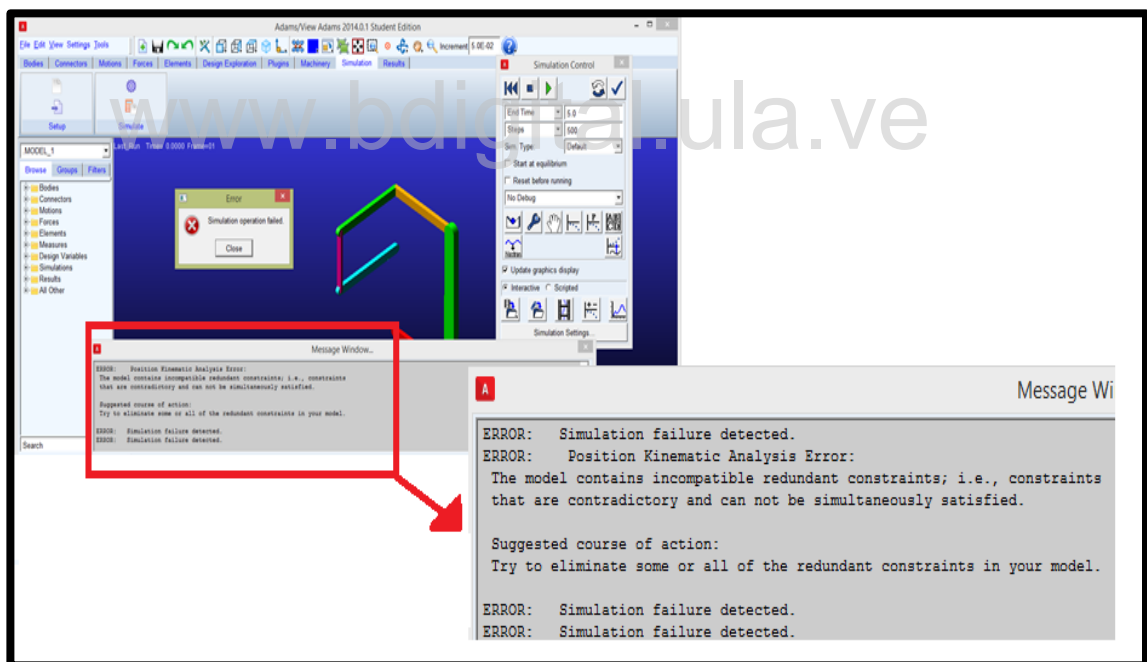 Adams/View Adams 2014.0.1 Student Edition
File Edit View Settings Tools
Increment 5.0E-02
Bodies Connectors Motions Forces Elements Design Exploration Plugins Machinery Simulation Results
Setup
Simulate
www.bdigital.ula.ve
MODEL_1
Last_Run Time= 0.0000 Frame=01
Browse Groups Filters
Bodies
Connectors
Motions
Forces
Elements
Measures
Design Variables
Simulations
Results
All Other
Search
Error
Simulation operation failed.
Close
Simulation Control
End Time 5.0
Steps 500
Sim. Type Default
Start at equilibrium
Reset before running
No Debug
Update graphics display
Interactive Scripted
Simulation Settings...
Message Window...
ERROR: Position Kinematic Analysis Error:
The model contains incompatible redundant constraints; i.e., constraints
that are contradictory and can not be simultaneously satisfied.
Suggested course of action:
Try to eliminate some or all of the redundant constraints in your model.
ERROR: Simulation failure detected.
ERROR: Simulation failure detected.
Message Wi
ERROR: Simulation failure detected.
ERROR: Position Kinematic Analysis Error:
The model contains incompatible redundant constraints; i.e., constraints
that are contradictory and can not be simultaneously satisfied.
Suggested course of action:
Try to eliminate some or all of the redundant constraints in your model.
ERROR: Simulation failure detected.
ERROR: Simulation failure detected.